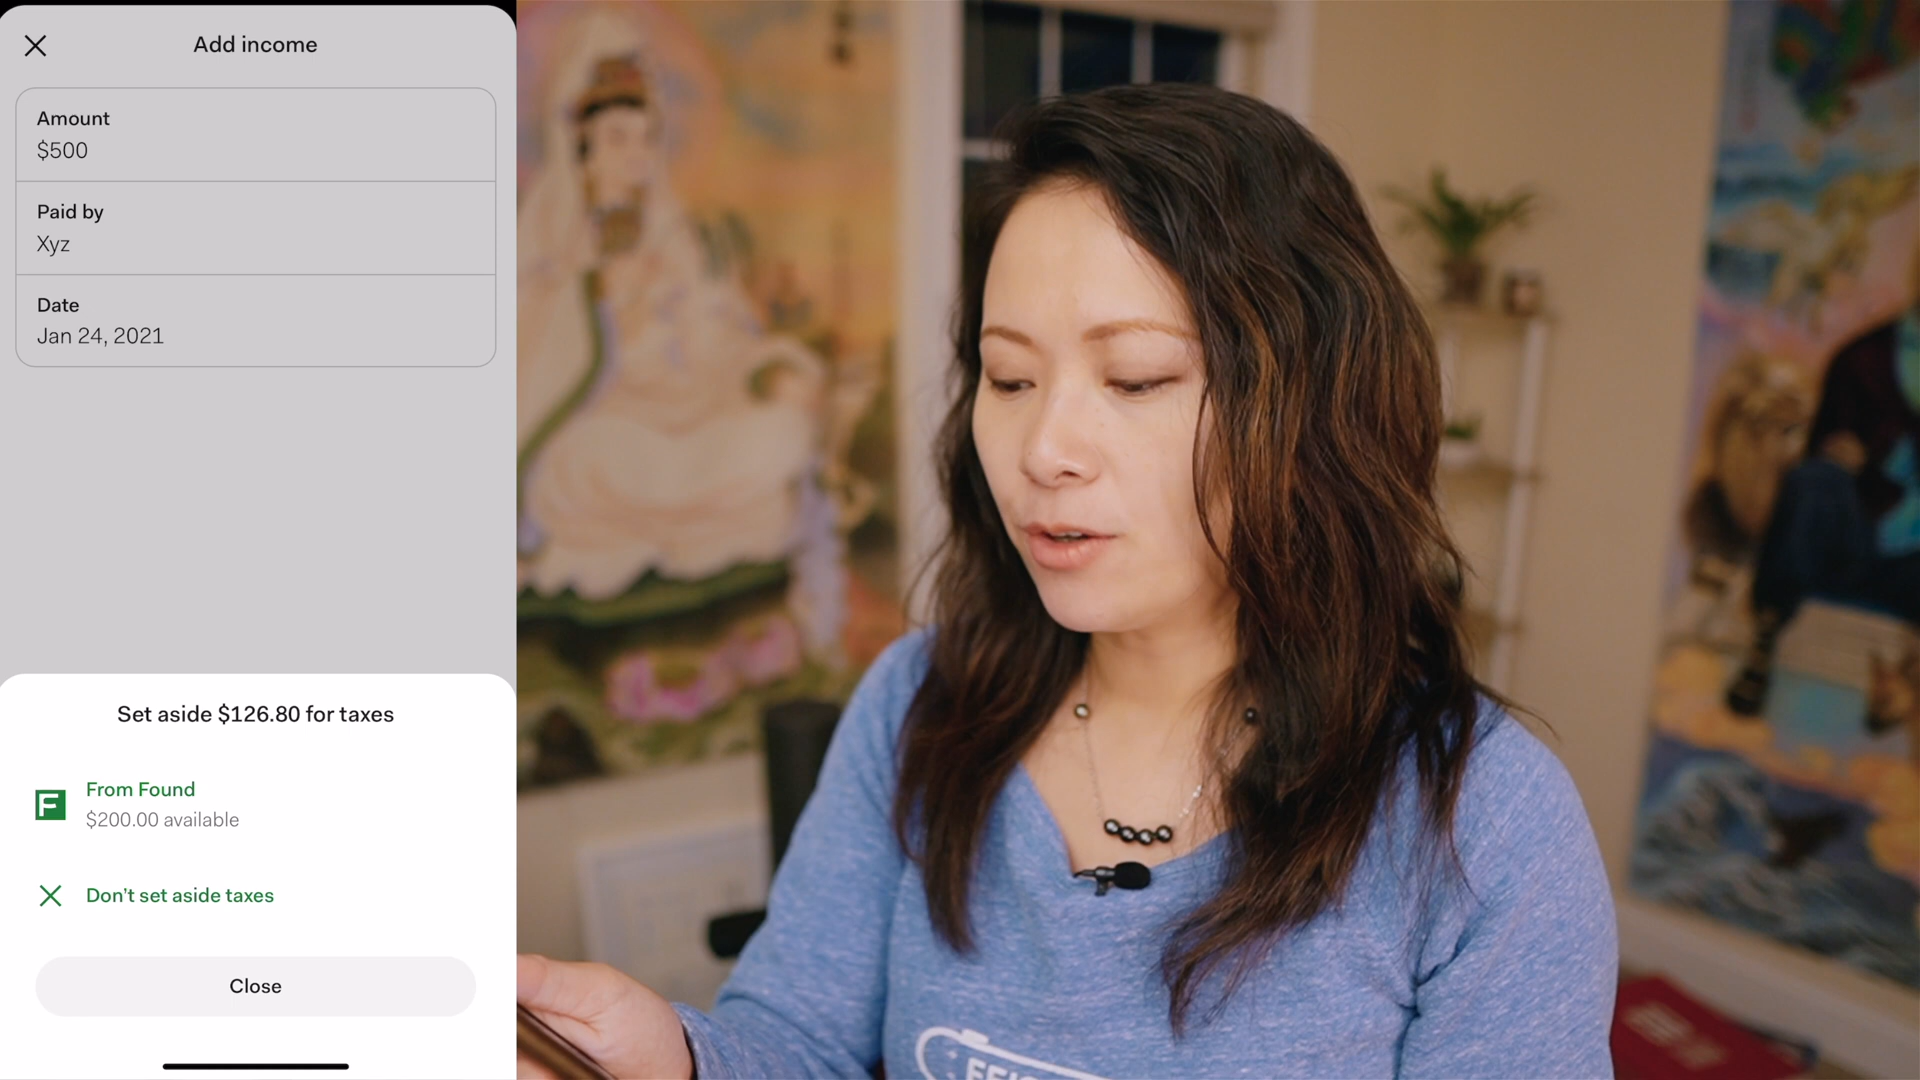 Add income
Amount
$500
Paid by
Xyz
Date
Jan 24, 2021
Set aside $126.80 for taxes
F
From Found
$200.00 available
Don't set aside taxes
Close